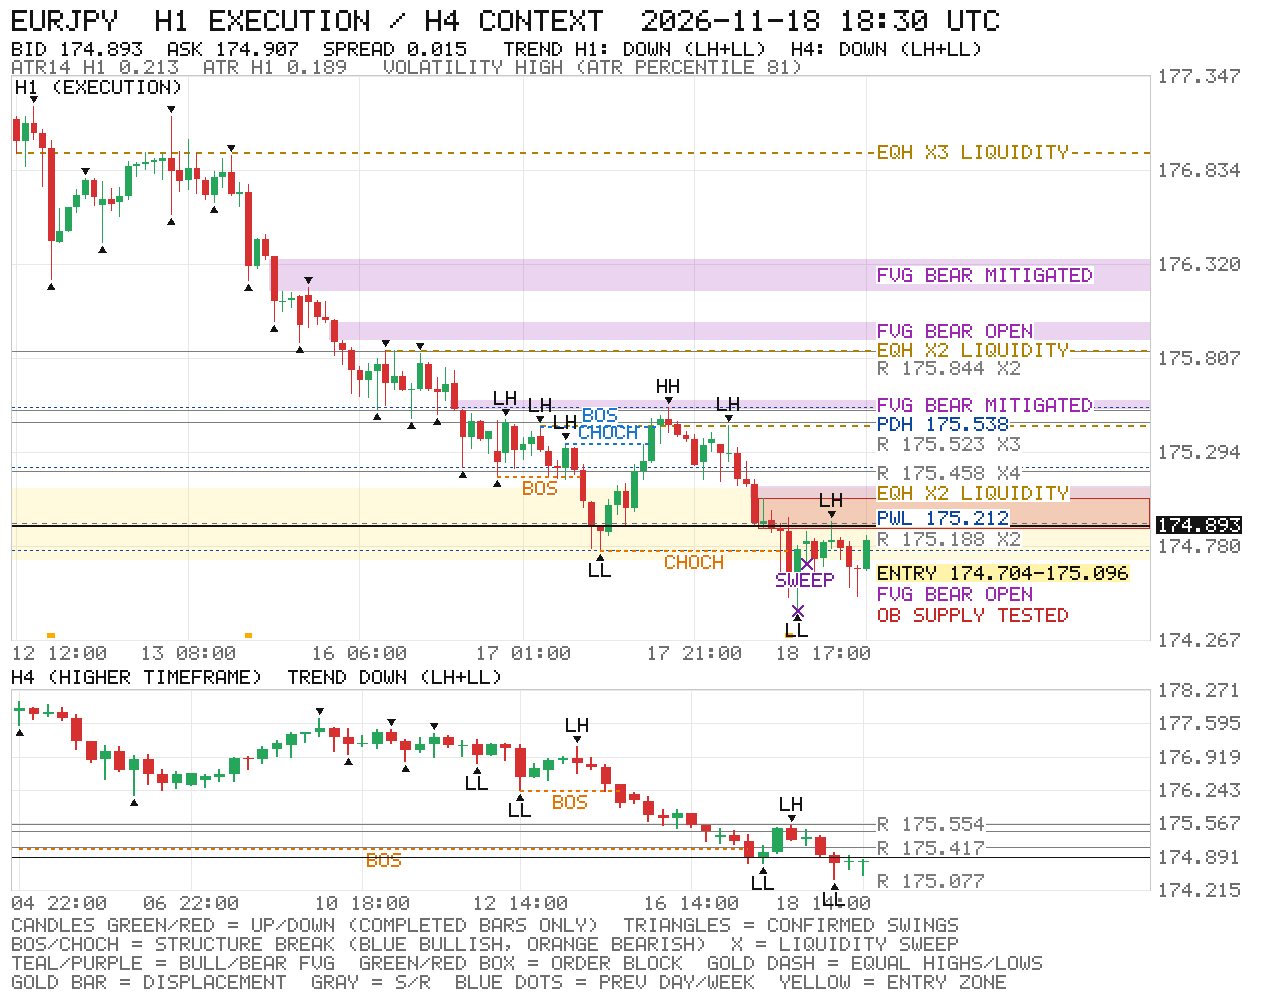 EURJPY  H1 EXECUTION / H4 CONTEXT  2026-11-18 18:30 UTC
BID 174.893  ASK 174.907  SPREAD 0.015  TREND H1: DOWN (LH+LL)  H4: DOWN (LH+LL)
ATR14 H1 0.213  ATR H1 0.189  VOLATILITY HIGH (ATR PERCENTILE 81)
177.347
H1 (EXECUTION)
EQH X3 LIQUIDITY
176.834
176.320
FVG BEAR MITIGATED
FVG BEAR OPEN
EQH X2 LIQUIDITY
175.807
R 175.844 X2
HH
LH
LH
LH
FVG BEAR MITIGATED
BOS
LH
PDH 175.538
CHOCH
R 175.523 X3
175.294
R 175.458 X4
BOS
EQH X2 LIQUIDITY
LH
PWL 175.212
174.893
R 175.188 X2
174.780
CHOCH
LL
ENTRY 174.704-175.096
SWEEP
FVG BEAR OPEN
OB SUPPLY TESTED
LL
174.267
12 12:00  13 08:00  16 06:00  17 01:00  17 21:00  18 17:00
H4 (HIGHER TIMEFRAME)  TREND DOWN (LH+LL)
178.271
LH
177.595
176.919
LL
176.243
BOS
LL
LH
R 175.554
175.567
R 175.417
BOS
174.891
LL
R 175.077
174.215
LL
04 22:00  06 22:00  10 18:00  12 14:00  16 14:00  18 14:00
CANDLES GREEN/RED = UP/DOWN (COMPLETED BARS ONLY)  TRIANGLES = CONFIRMED SWINGS
BOS/CHOCH = STRUCTURE BREAK (BLUE BULLISH, ORANGE BEARISH)  X = LIQUIDITY SWEEP
TEAL/PURPLE = BULL/BEAR FVG  GREEN/RED BOX = ORDER BLOCK  GOLD DASH = EQUAL HIGHS/LOWS
GOLD BAR = DISPLACEMENT  GRAY = S/R  BLUE DOTS = PREV DAY/WEEK  YELLOW = ENTRY ZONE